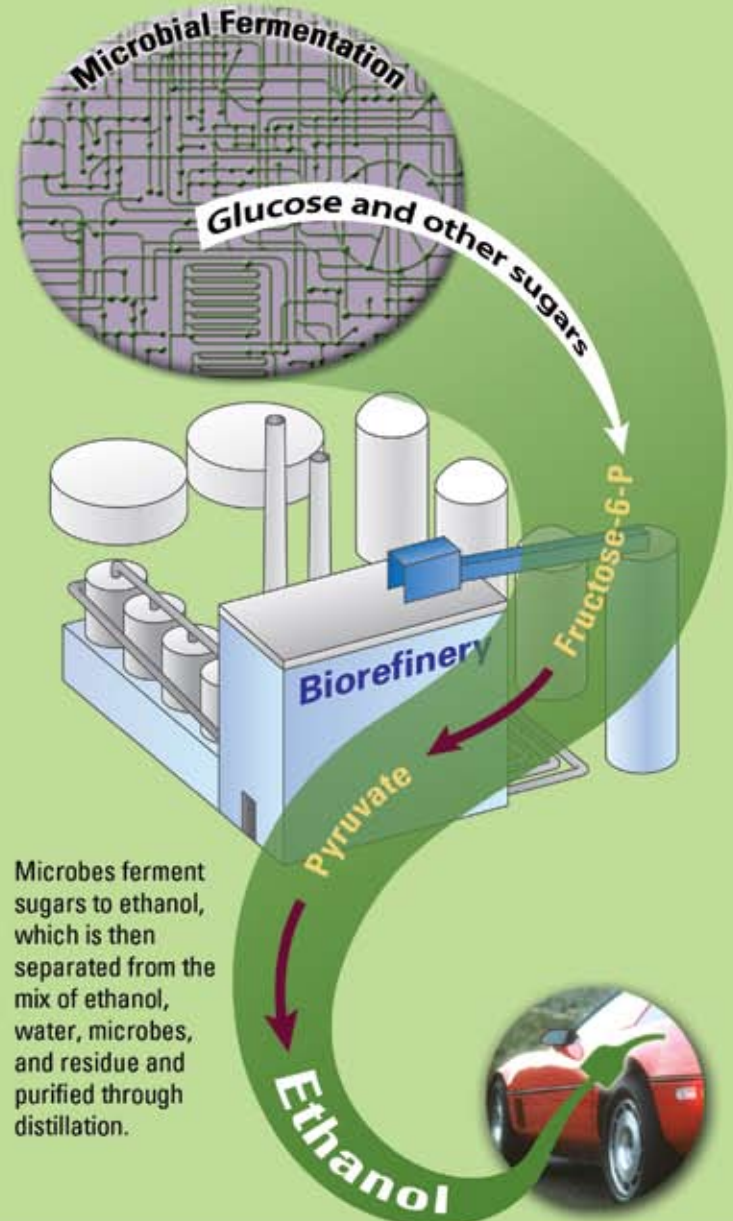 Microbial Fermentation
Glucose and other sugars
Fructose-6-P
Biorefinery
Pyruvate
Microbes ferment
sugars to ethanol,
which is then
separated from the
mix of ethanol,
water, microbes,
and residue and
purified through
distillation.
Ethanol